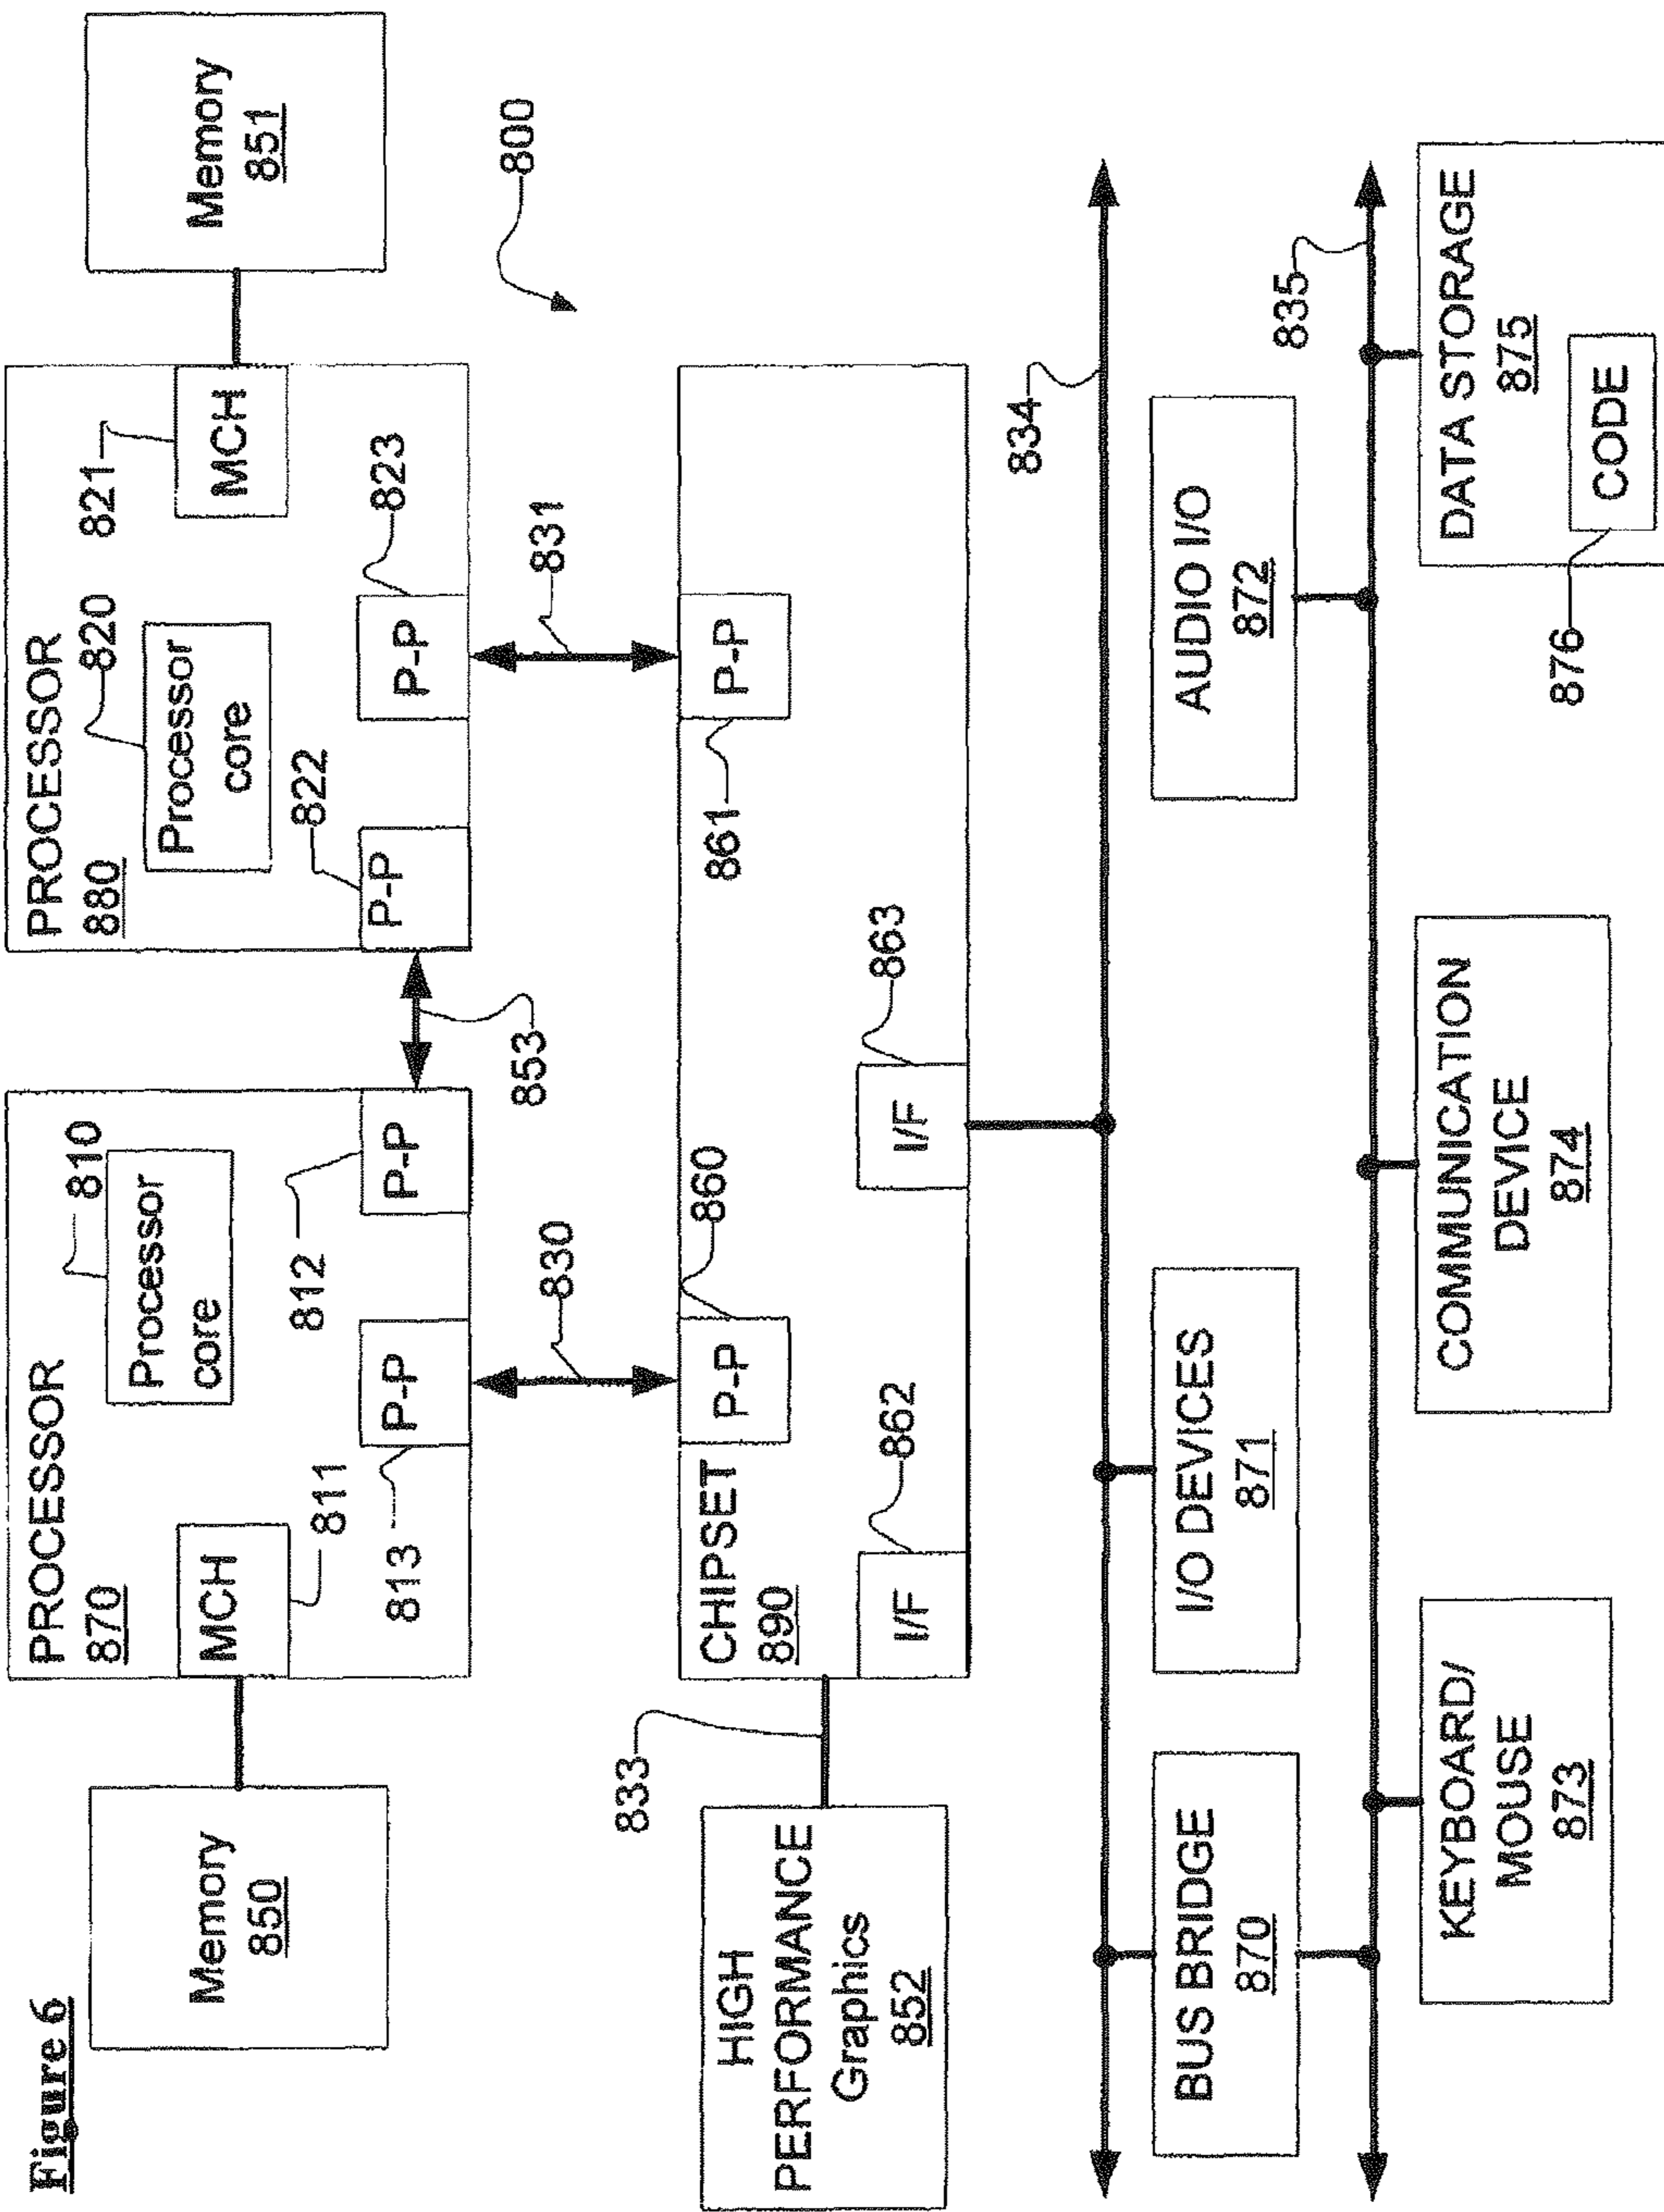 Figure 6
Memory
850
PROCESSOR
870
MCH
811
Processor
core
810
P-P
813
P-P
812
853
PROCESSOR
880
Processor
core
820
P-P
822
P-P
823
MCH
821
Memory
851
830
831
800
HIGH
PERFORMANCE
Graphics
852
833
CHIPSET
890
P-P
860
P-P
861
I/F
862
I/F
863
834
BUS BRIDGE
870
I/O DEVICES
871
AUDIO I/O
872
835
KEYBOARD/
MOUSE
873
COMMUNICATION
DEVICE
874
DATA STORAGE
875
CODE
876